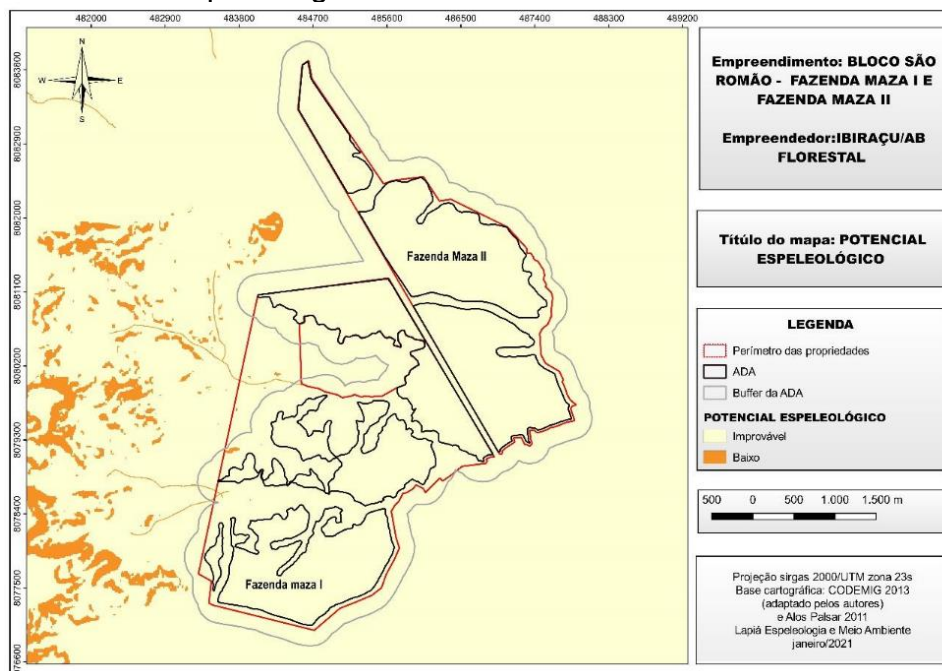 482000 482900 483800 484700 485600 486500 487400 488300 489200
8083800
8082900
8082000
8081100
8080200
8079300
8078400
8077500
8076600
N
W E
S
Fazenda Maza II
Fazenda maza I
Empreendimento: BLOCO SÃO
ROMÃO - FAZENDA MAZA I E
FAZENDA MAZA II
Empreendedor:IBIRAÇU/AB
FLORESTAL
Título do mapa: POTENCIAL
ESPELEOLÓGICO
LEGENDA
Perímetro das propriedades
ADA
Buffer da ADA
POTENCIAL ESPELEOLÓGICO
Improvável
Baixo
500 0 500 1.000 1.500 m
Projeção sirgas 2000/UTM zona 23s
Base cartográfica: CODEMIG 2013
(adaptado pelos autores)
e Alos Palsar 2011
Lapiá Espeleologia e Meio Ambiente
janeiro/2021